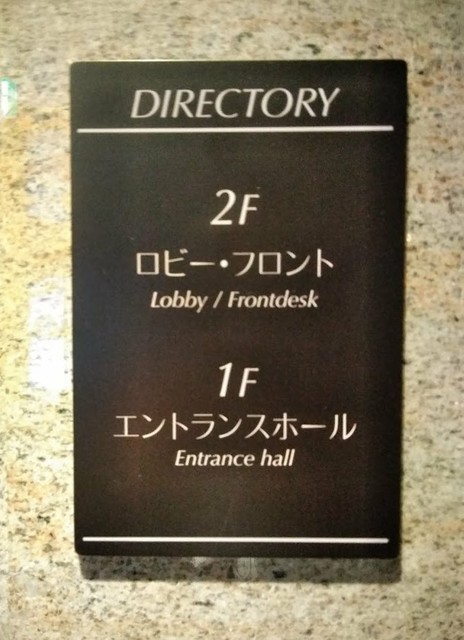 DIRECTORY
2F
ロビー・フロント
Lobby / Frontdesk
1F
エントランスホール
Entrance hall